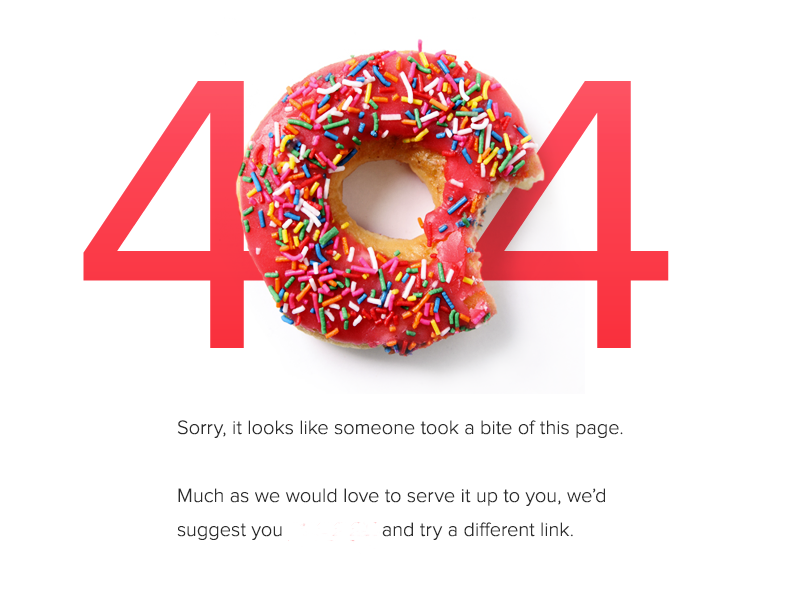 4 4
Sorry, it looks like someone took a bite of this page.
Much as we would love to serve it up to you, we’d
suggest you and try a different link.